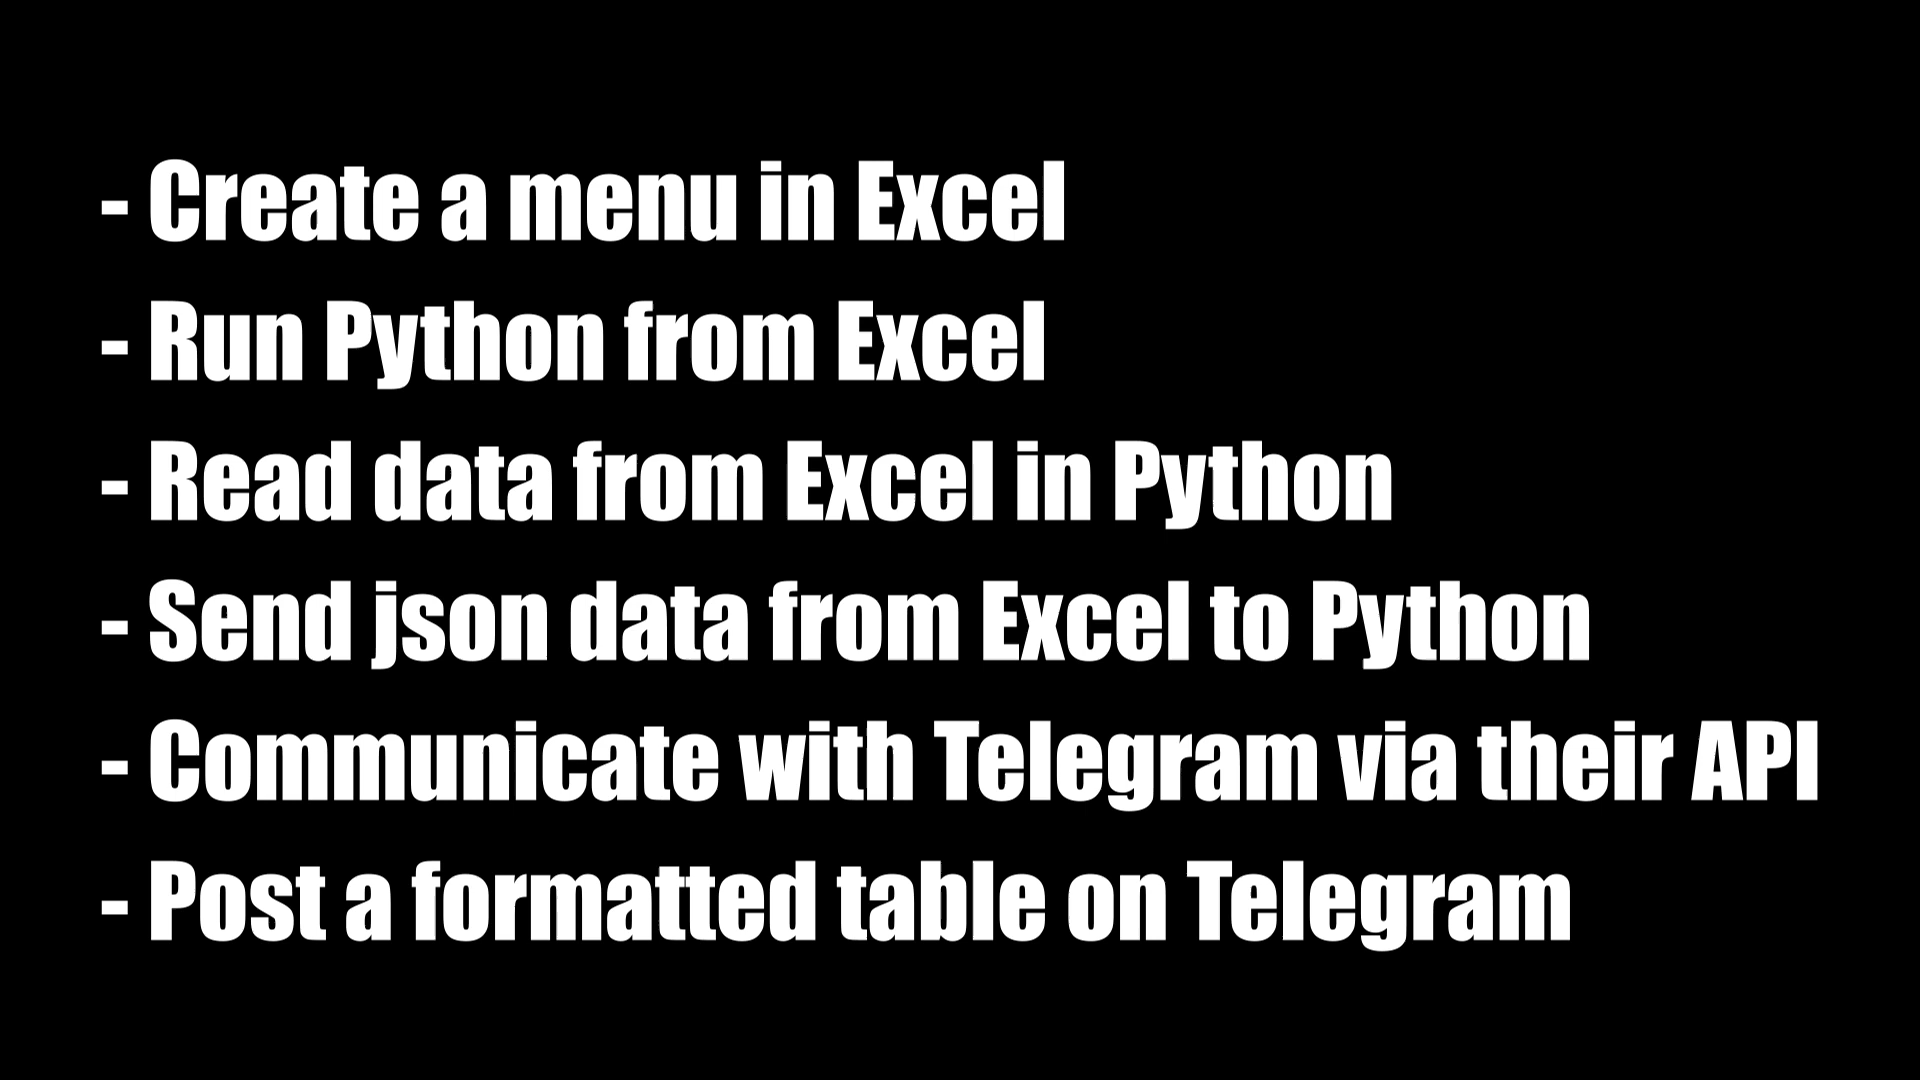 - Create a menu in Excel
- Run Python from Excel
- Read data from Excel in Python
- Send json data from Excel to Python
- Communicate with Telegram via their API
- Post a formatted table on Telegram